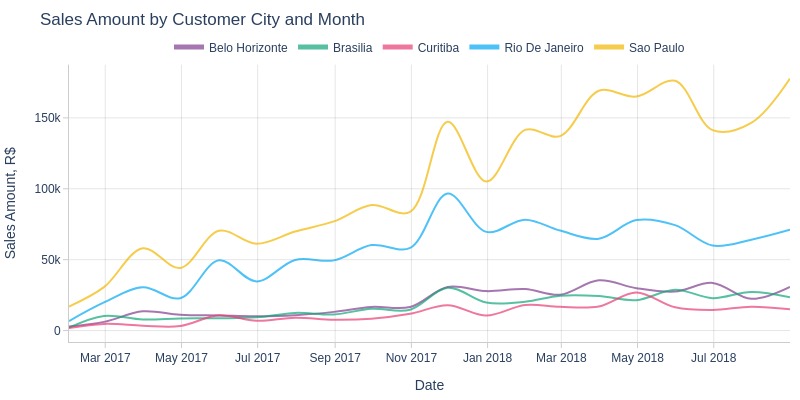 Sales Amount by Customer City and Month
Belo Horizonte Brasilia Curitiba Rio De Janeiro Sao Paulo
150k
100k
50k
0
Sales Amount, R$
Mar 2017 May 2017 Jul 2017 Sep 2017 Nov 2017 Jan 2018 Mar 2018 May 2018 Jul 2018
Date